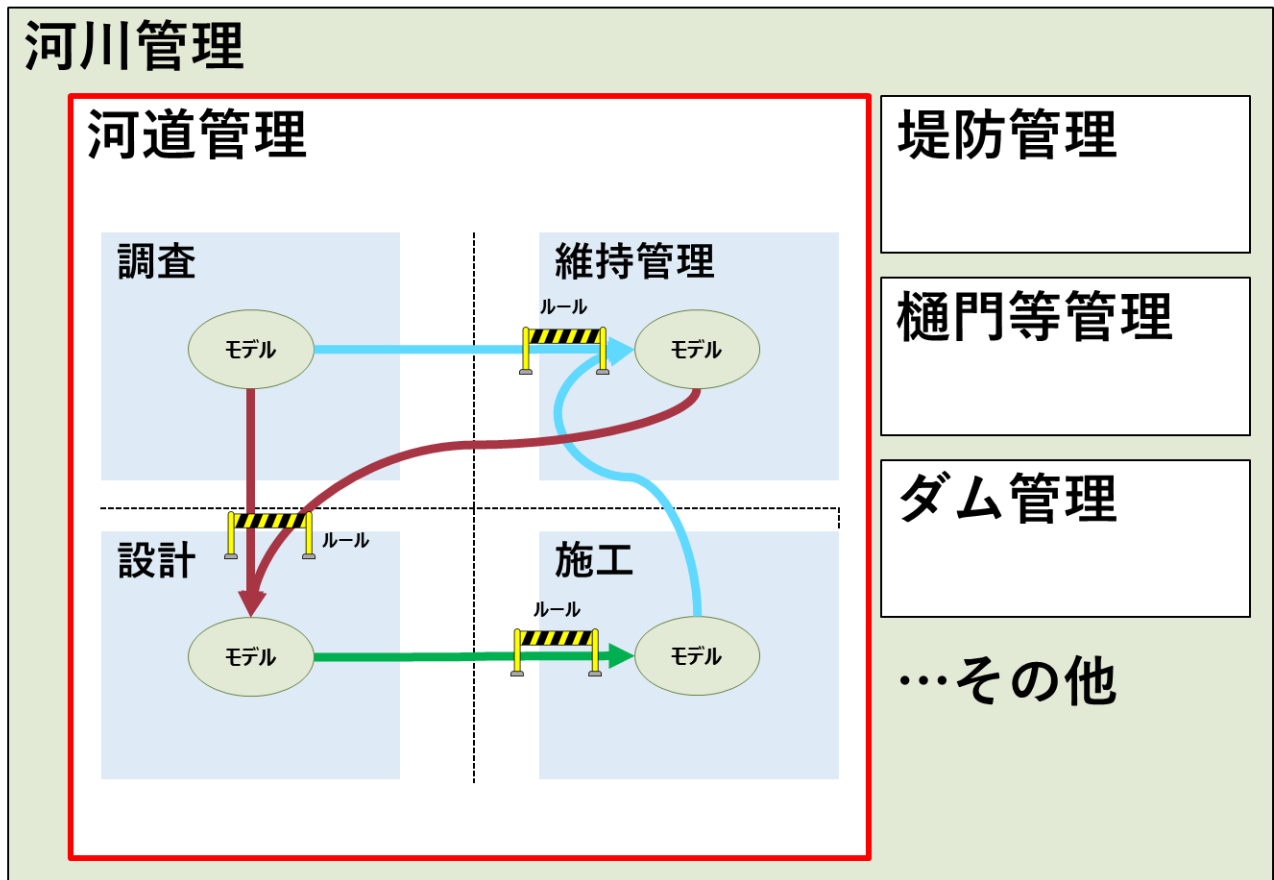 河川管理
河道管理
調査
モデル
維持管理
ルール
モデル
設計
ルール
モデル
施工
ルール
モデル
堤防管理
樋門等管理
ダム管理
…その他